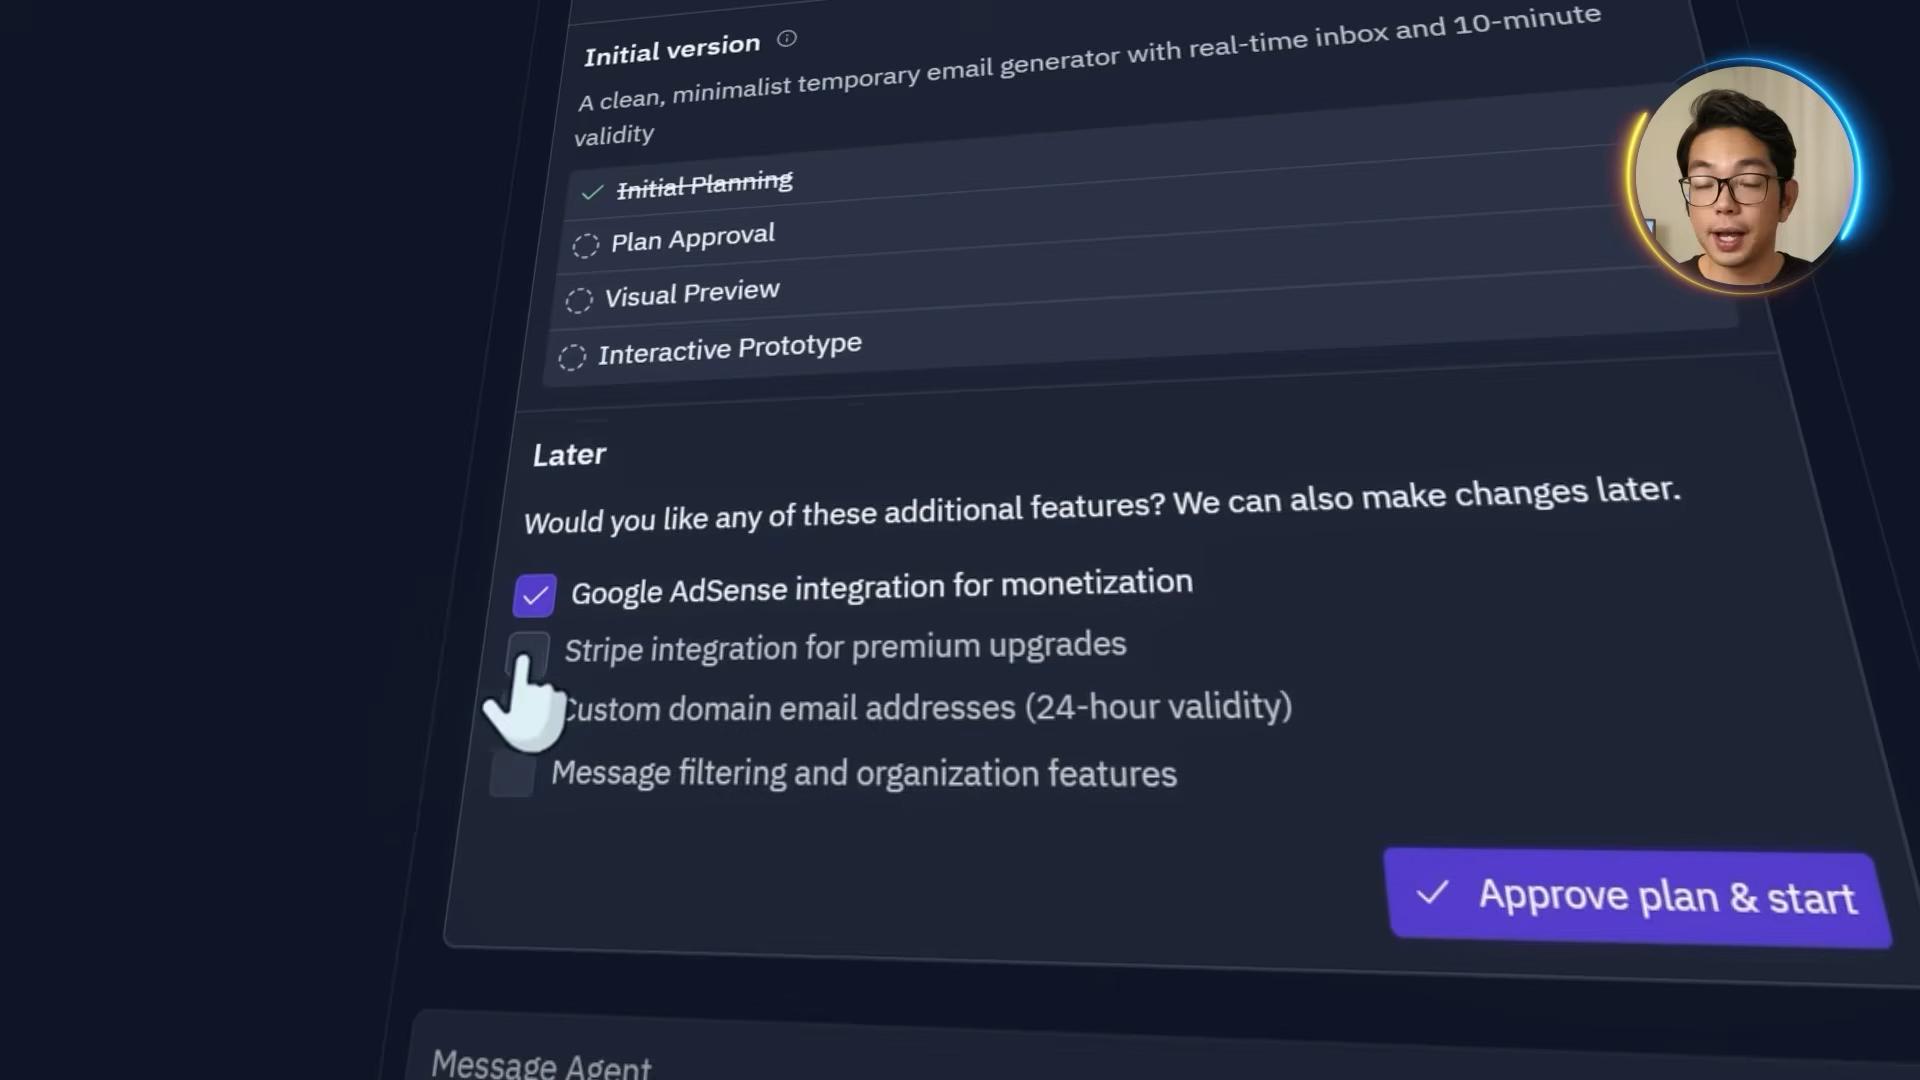 Initial version
A clean, minimalist temporary email generator with real-time inbox and 10-minute
validity
Initial Planning
Plan Approval
Visual Preview
Interactive Prototype
Later
Would you like any of these additional features? We can also make changes later.
Google AdSense integration for monetization
Stripe integration for premium upgrades
Custom domain email addresses (24-hour validity)
Message filtering and organization features
Approve plan & start
Message Agent